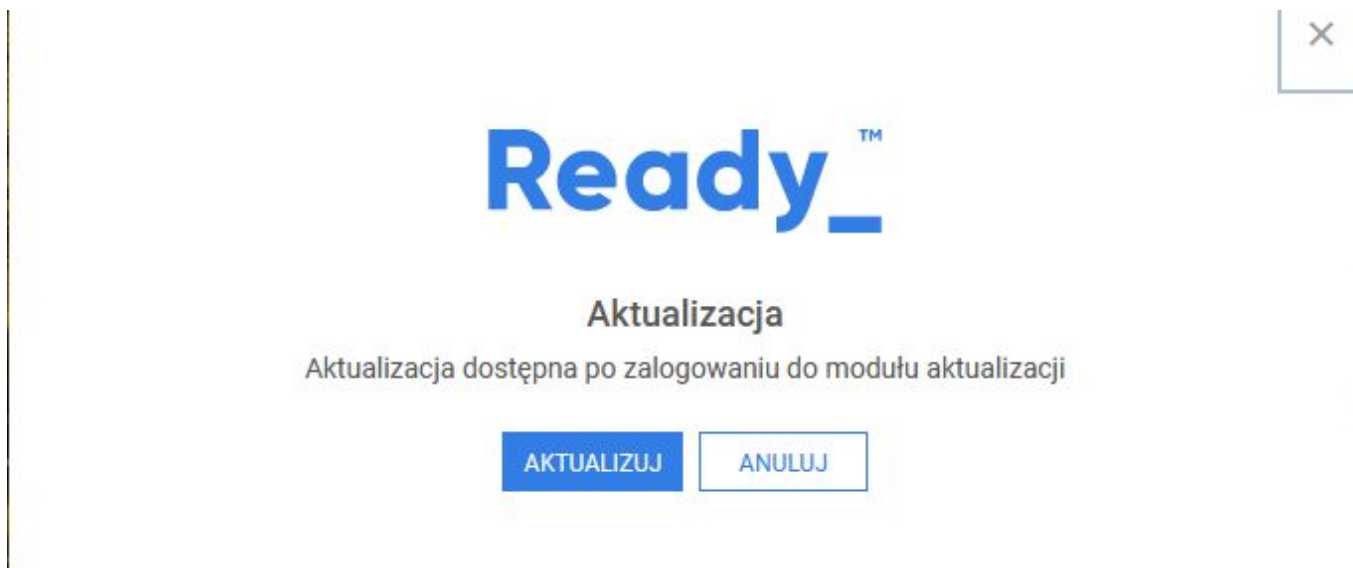 Ready_™
Aktualizacja
Aktualizacja dostępna po zalogowaniu do modułu aktualizacji
AKTUALIZUJ ANULUJ